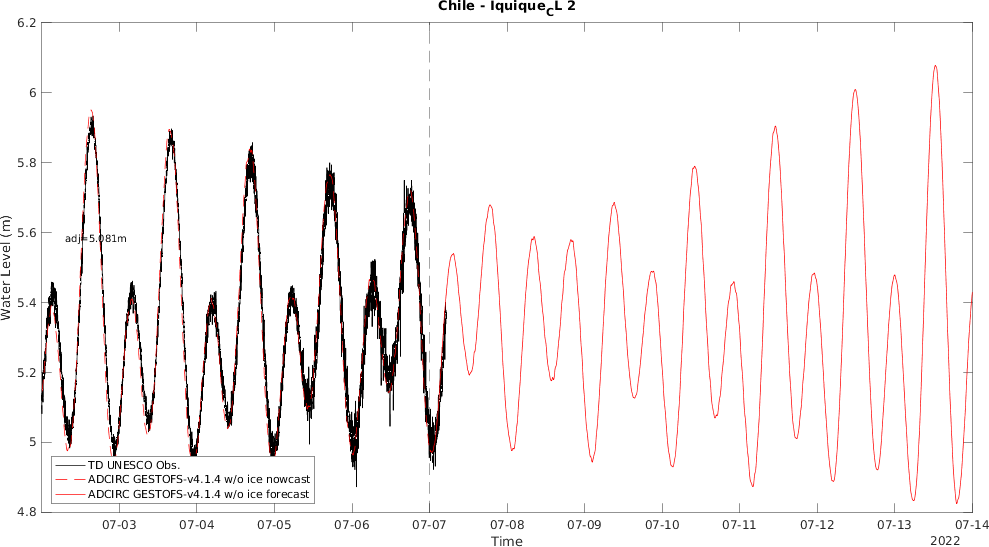 Chile - Iquique_CL 2
Water Level (m)
6.2
6
5.8
5.6
5.4
5.2
5
4.8
adj=5.081m
TD UNESCO Obs.
ADCIRC GESTOFS-v4.1.4 w/o ice nowcast
ADCIRC GESTOFS-v4.1.4 w/o ice forecast
07-03 07-04 07-05 07-06 07-07 07-08 07-09 07-10 07-11 07-12 07-13 07-14
Time
2022